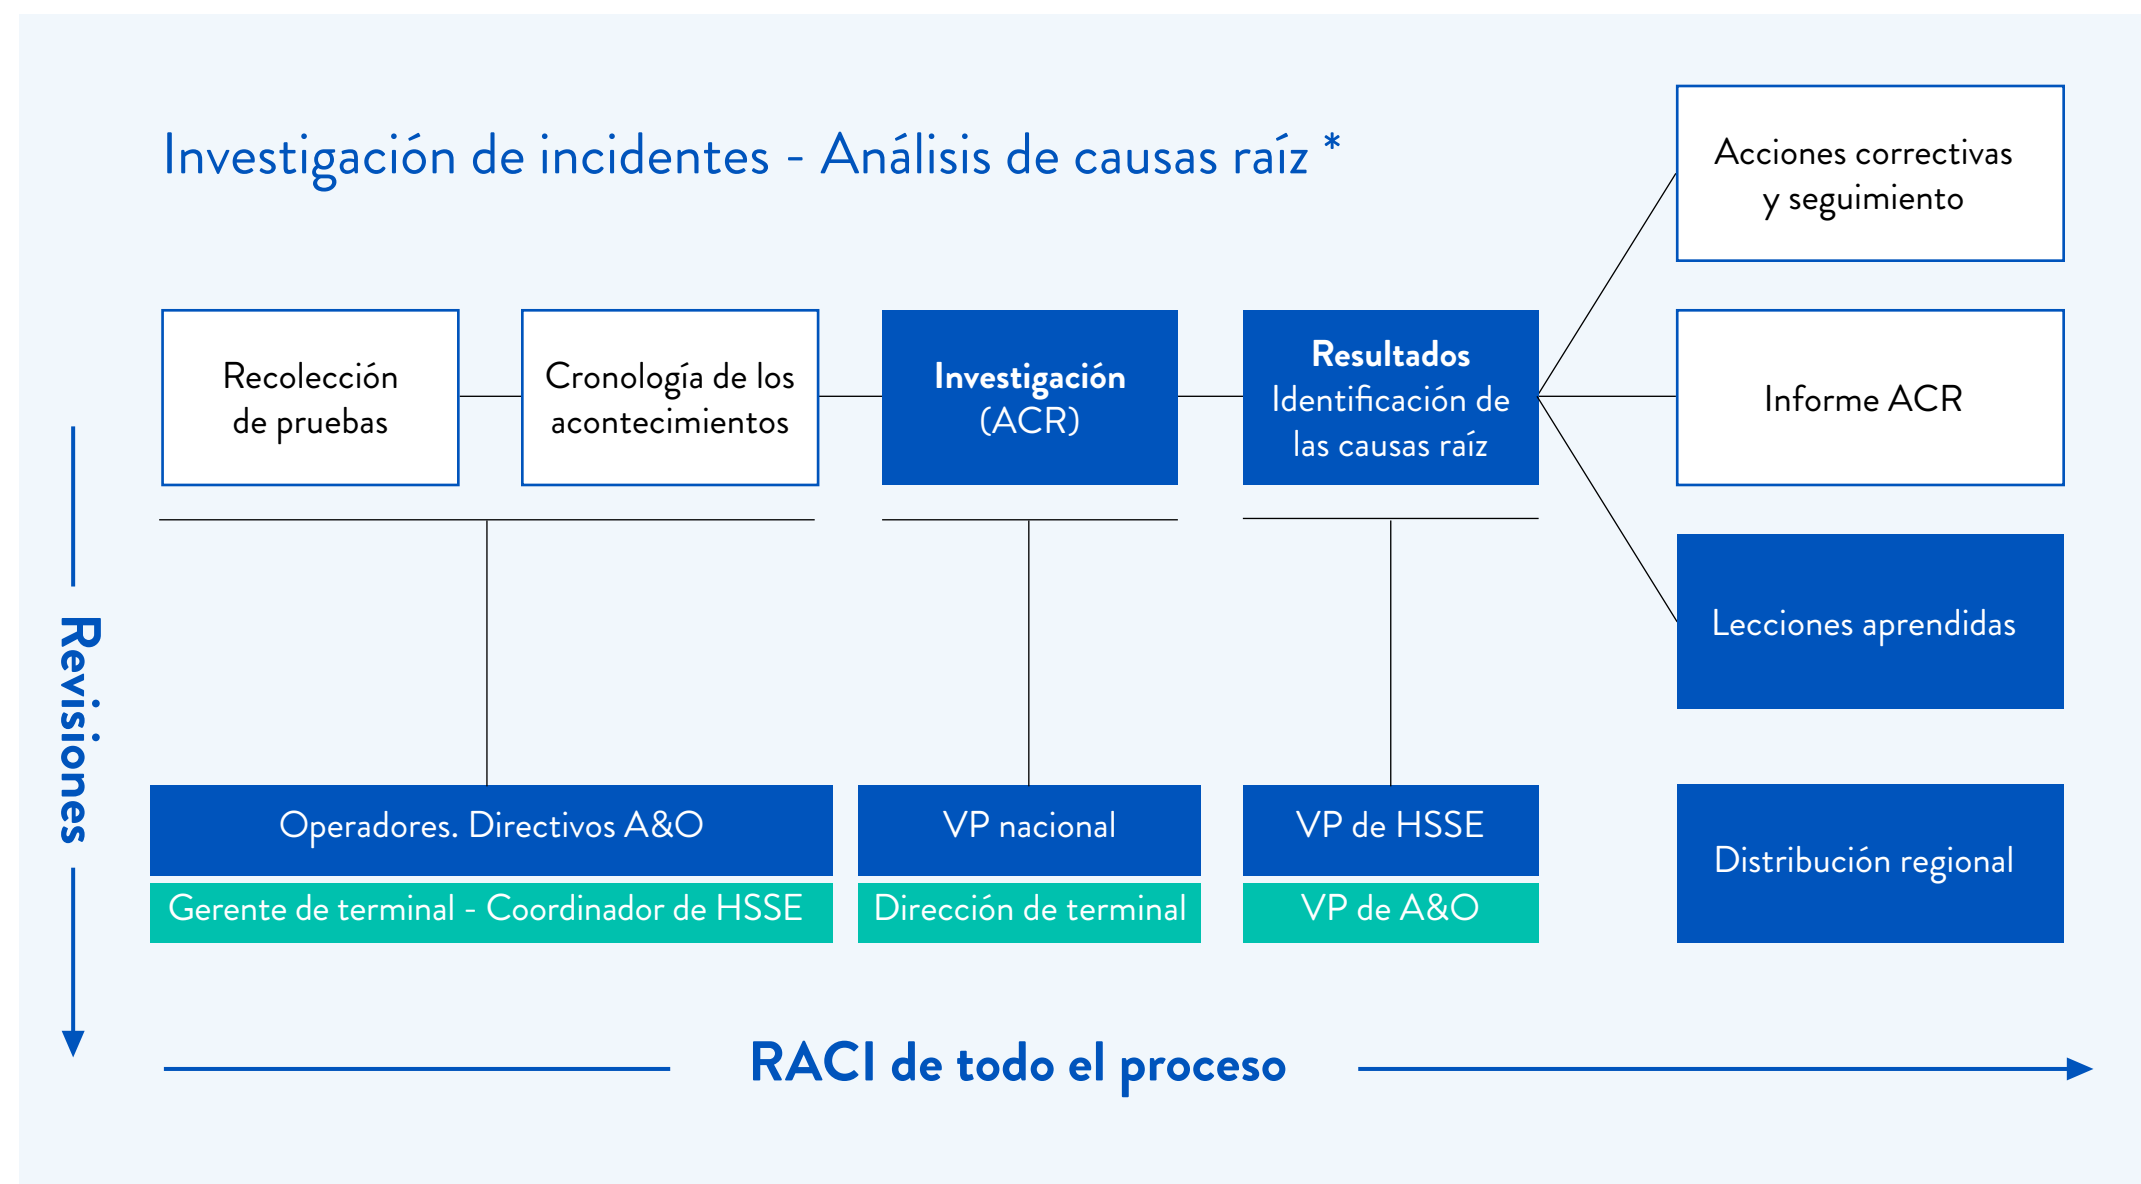 Investigación de incidentes - Análisis de causas raíz *
Recolección
de pruebas
Cronología de los
acontecimientos
Investigación
(ACR)
Resultados
Identificación de
las causas raíz
Acciones correctivas
y seguimiento
Informe ACR
Lecciones aprendidas
Distribución regional
Revisiones
Operadores. Directivos A&O
Gerente de terminal - Coordinador de HSSE
VP nacional
Dirección de terminal
VP de HSSE
VP de A&O
RACI de todo el proceso